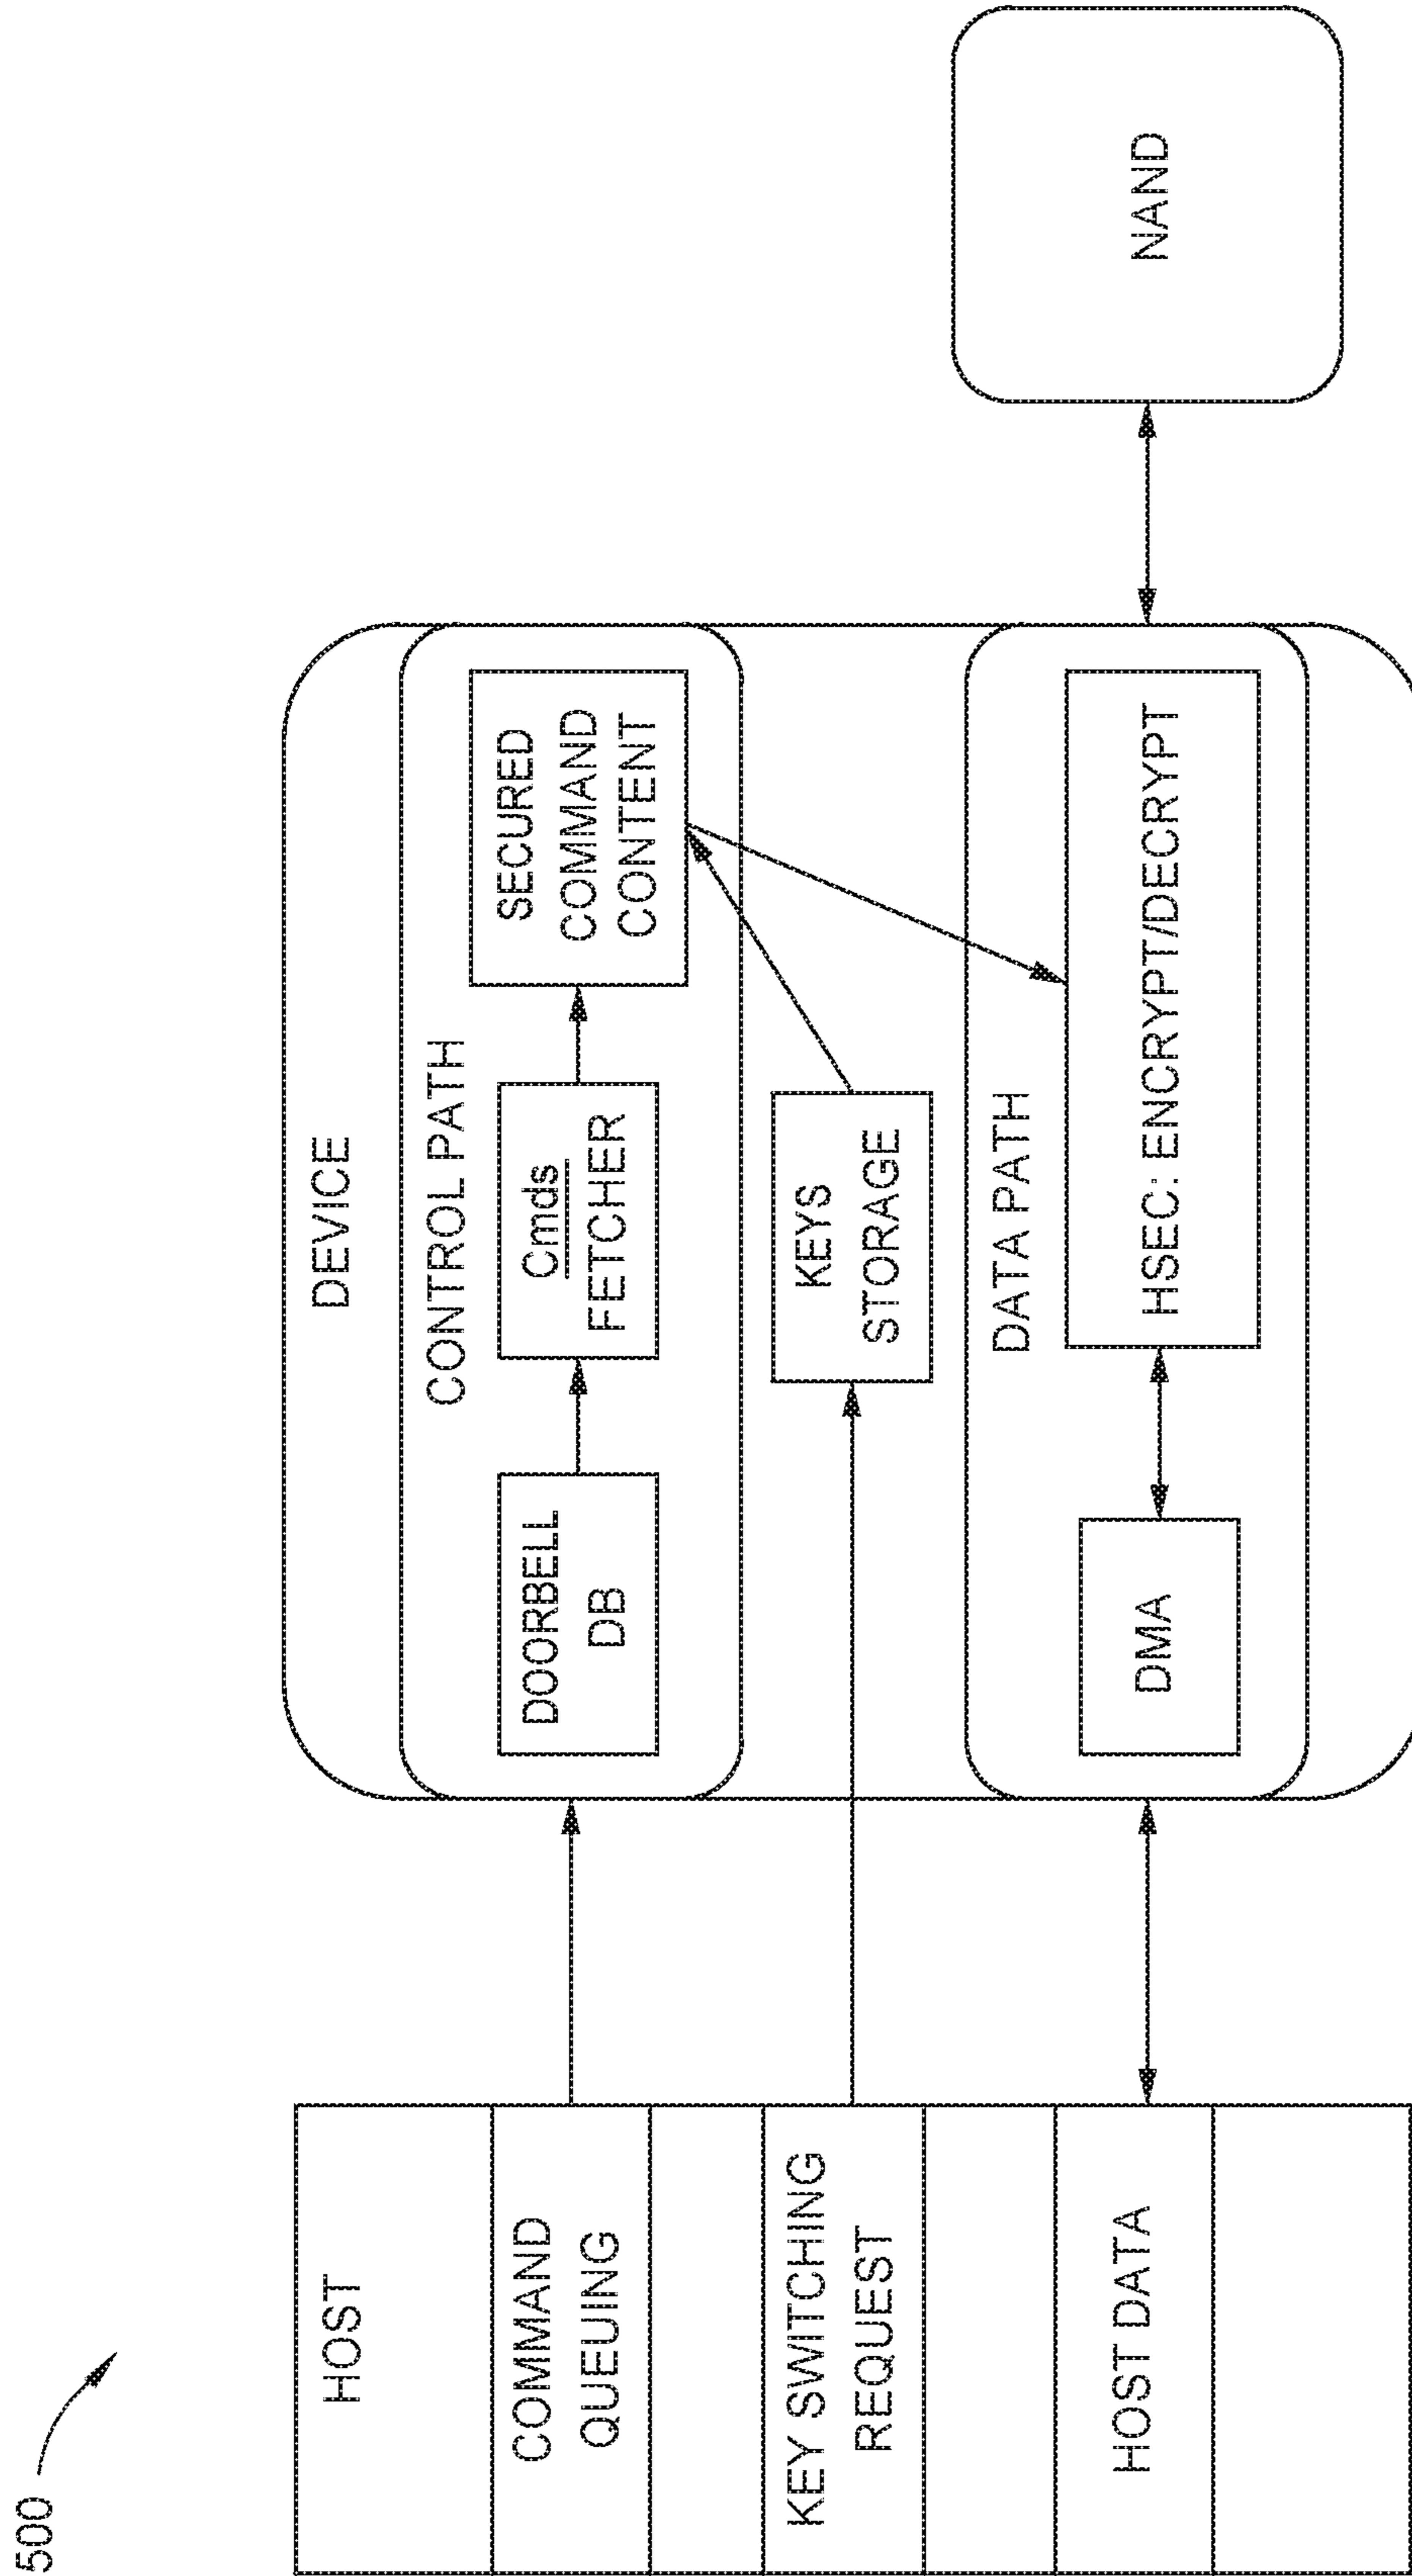 500
HOST
COMMAND
QUEUING
KEY SWITCHING
REQUEST
HOST DATA
DEVICE
CONTROL PATH
DOORBELL
DB
Cmds
FETCHER
SECURED
COMMAND
CONTENT
KEYS
STORAGE
DATA PATH
DMA
HSEC: ENCRYPT/DECRYPT
NAND